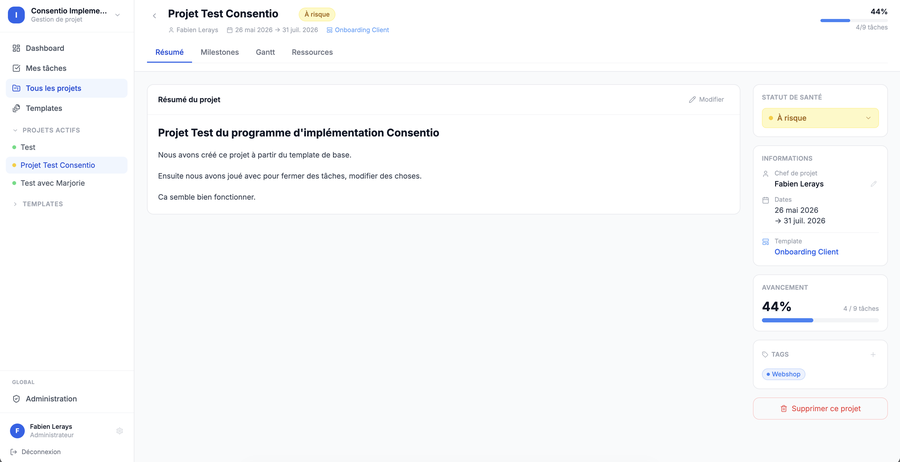 I
Consentio Impleme...
Gestion de projet
Dashboard
Mes tâches
Tous les projets
Templates
PROJETS ACTIFS
Test
Projet Test Consentio
Test avec Marjorie
TEMPLATES
GLOBAL
Administration
F
Fabien Lerays
Administrateur
Déconnexion
Projet Test Consentio
À risque
Fabien Lerays
26 mai 2026 → 31 juil. 2026
Onboarding Client
44%
4/9 tâches
Résumé
Milestones
Gantt
Ressources
Résumé du projet
Modifier
Projet Test du programme d'implémentation Consentio
Nous avons créé ce projet à partir du template de base.
Ensuite nous avons joué avec pour fermer des tâches, modifier des choses.
Ca semble bien fonctionner.
STATUT DE SANTÉ
À risque
INFORMATIONS
Chef de projet
Fabien Lerays
Dates
26 mai 2026
→ 31 juil. 2026
Template
Onboarding Client
AVANCEMENT
44%
4 / 9 tâches
TAGS
Webshop
Supprimer ce projet